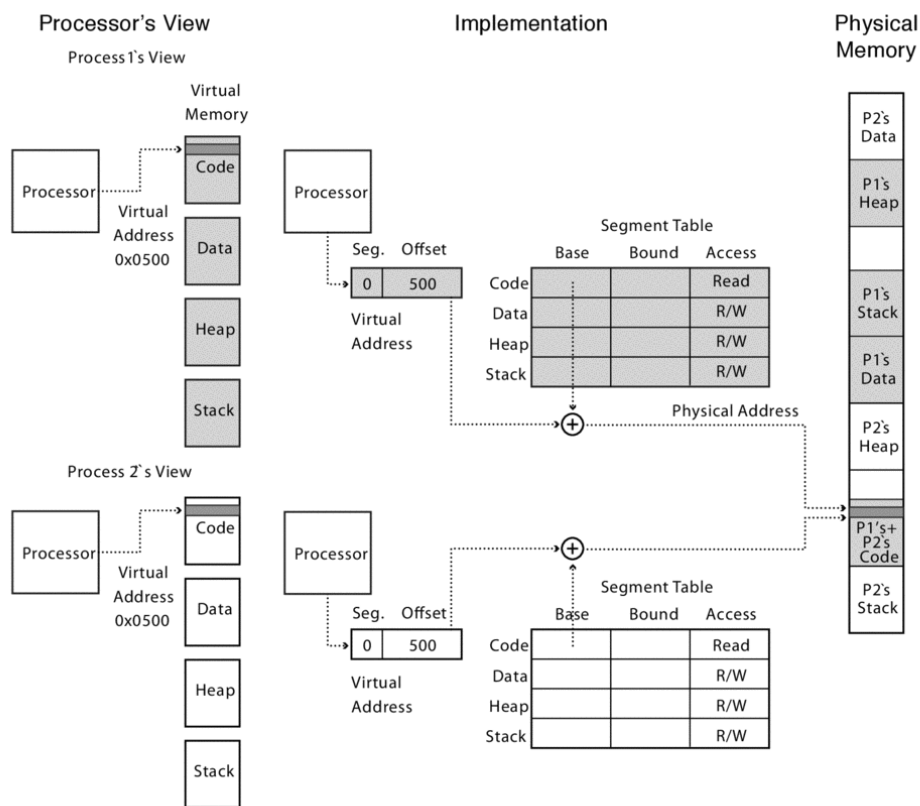 Processor's View
Implementation
Physical
Memory
Process1`s View
Virtual
Memory
Processor
Code
Virtual
Address
0x0500
Data
Heap
Stack
Processor
Seg. Offset
0 500
Virtual
Address
Segment Table
Base Bound Access
Code Read
Data R/W
Heap R/W
Stack R/W
Physical Address
P2`s
Data
P1`s
Heap
P1`s
Stack
P1`s
Data
P2`s
Heap
P1's+
P2`s
Code
P2`s
Stack
Process 2`s View
Processor
Code
Virtual
Address
0x0500
Data
Heap
Stack
Processor
Seg. Offset
0 500
Virtual
Address
Segment Table
Base Bound Access
Code Read
Data R/W
Heap R/W
Stack R/W